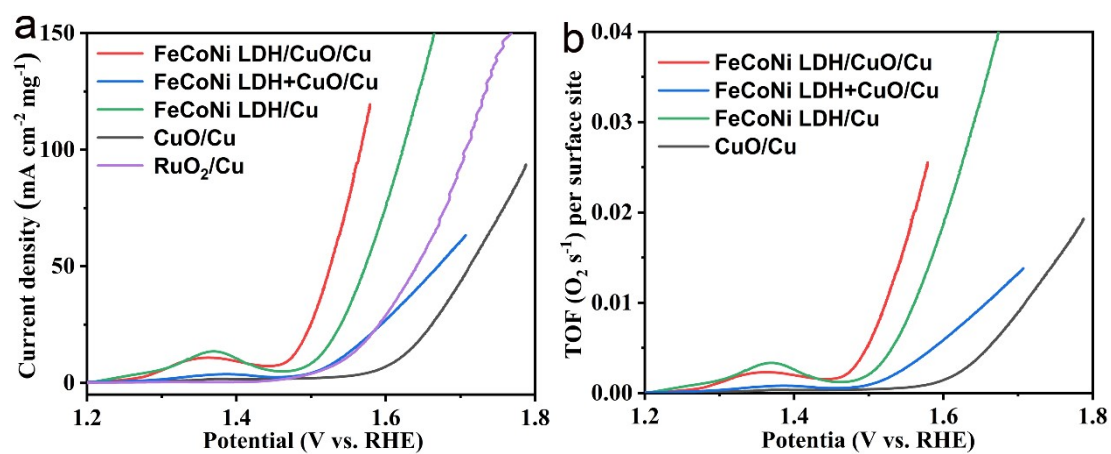 a
150
100
50
0
Current density (mA cm⁻² mg⁻¹)
FeCoNi LDH/CuO/Cu
FeCoNi LDH+CuO/Cu
FeCoNi LDH/Cu
CuO/Cu
RuO₂/Cu
1.2 1.4 1.6 1.8
Potential (V vs. RHE)
b
0.04
0.03
0.02
0.01
0.00
TOF (O₂ s⁻¹) per surface site
FeCoNi LDH/CuO/Cu
FeCoNi LDH+CuO/Cu
FeCoNi LDH/Cu
CuO/Cu
1.2 1.4 1.6 1.8
Potentia (V vs. RHE)